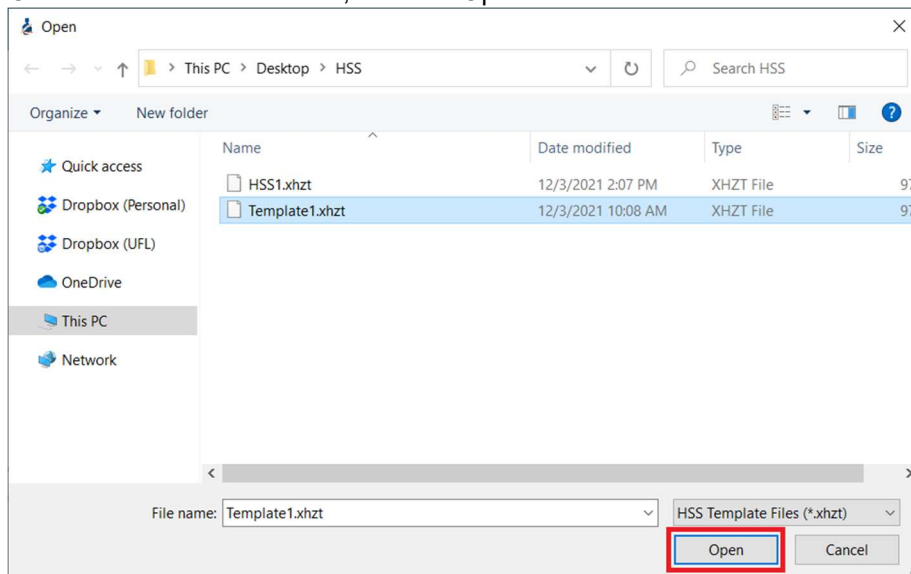 Open
This PC > Desktop > HSS
Search HSS
Organize
New folder
Name
Date modified
Type
Size
Quick access
Dropbox (Personal)
Dropbox (UFL)
OneDrive
This PC
Network
HSS1.xhzt
12/3/2021 2:07 PM
XHZT File
97
Template1.xhzt
12/3/2021 10:08 AM
XHZT File
File name:
Template1.xhzt
HSS Template Files (*.xhzt)
Open
Cancel